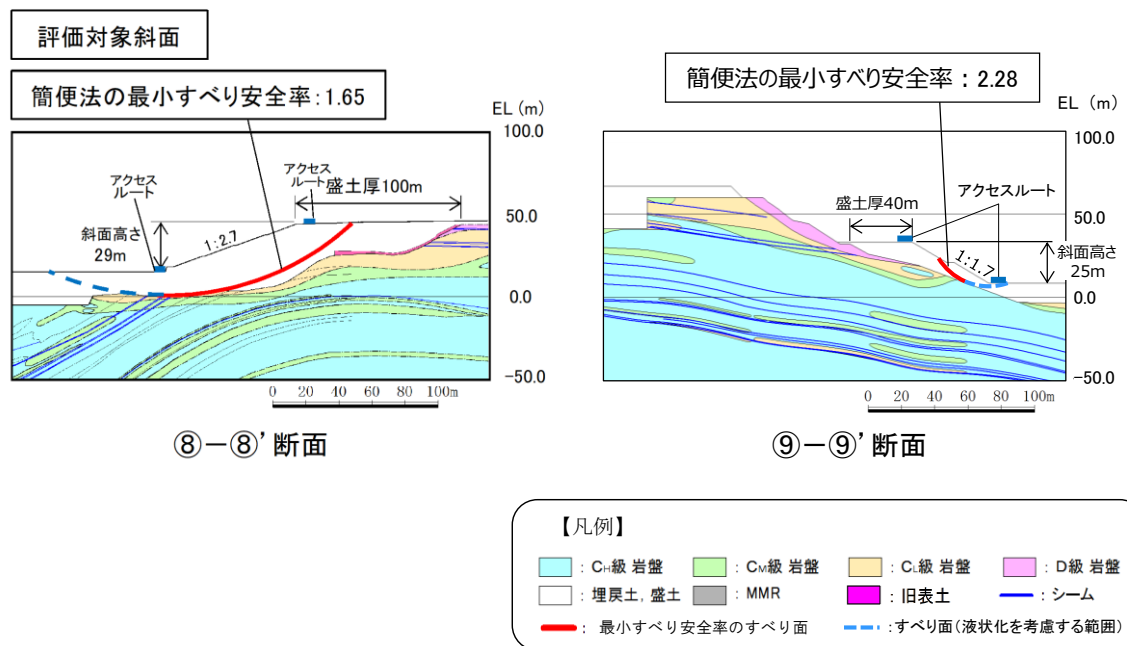 評価対象斜面
簡便法の最小すべり安全率：1.65
EL (m)
100.0
50.0
0.0
-50.0
アクセス
ルート
アクセス
ルート
盛土厚100m
斜面高さ
29m
1:2.7
0 20 40 60 80 100m
⑧－⑧’断面
簡便法の最小すべり安全率：2.28
EL (m)
100.0
50.0
0.0
-50.0
アクセスルート
盛土厚40m
斜面高さ
25m
1:1.7
0 20 40 60 80 100m
⑨－⑨’断面
【凡例】
：CH級 岩盤 ：CM級 岩盤 ：CL級 岩盤 ：D級 岩盤
：埋戻土, 盛土 ：MMR ：旧表土 ：シーム
： 最小すべり安全率のすべり面 ：すべり面(液状化を考慮する範囲)